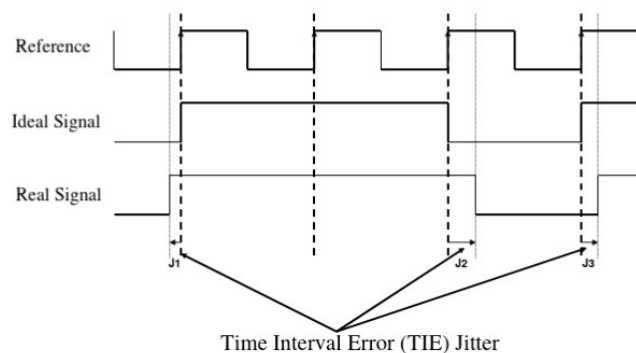 Reference
Ideal Signal
Real Signal
J1 J2 J3
Time Interval Error (TIE) Jitter